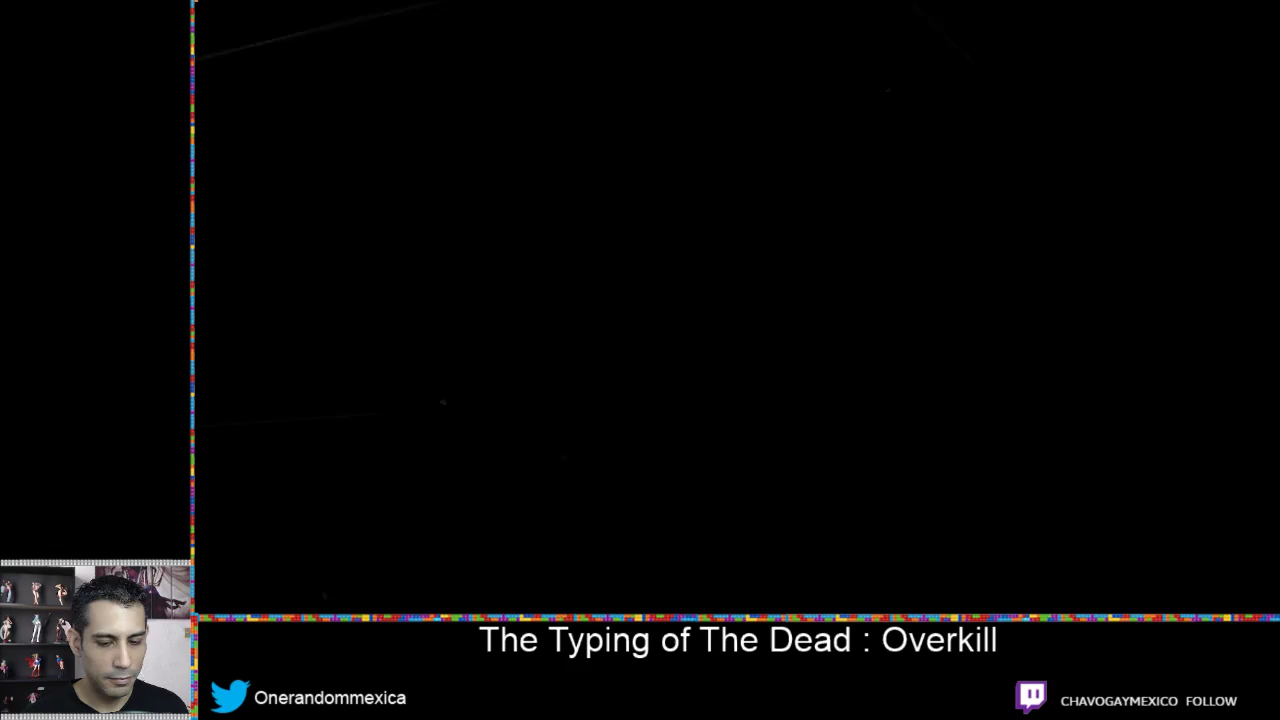 The Typing of The Dead : Overkill
Onerandommexica
CHAVOGAYMEXICO FOLLOW